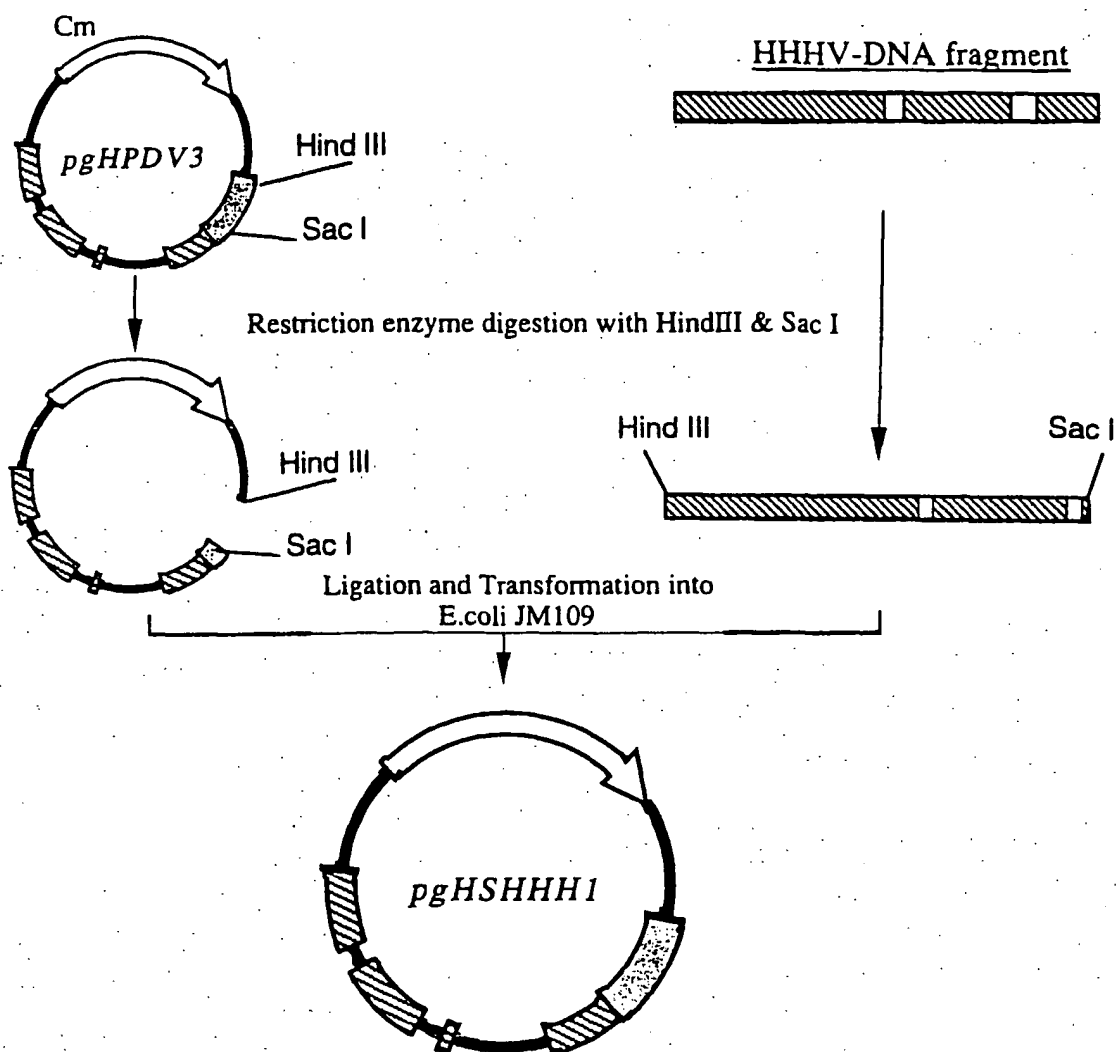 Cm
HHHV-DNA fragment
pgHPDV3
Hind III
Sac I
Restriction enzyme digestion with HindIII & Sac I
Hind III
Sac I
Hind III
Sac I
Ligation and Transformation into
E.coli JM109
pgHSHHH1